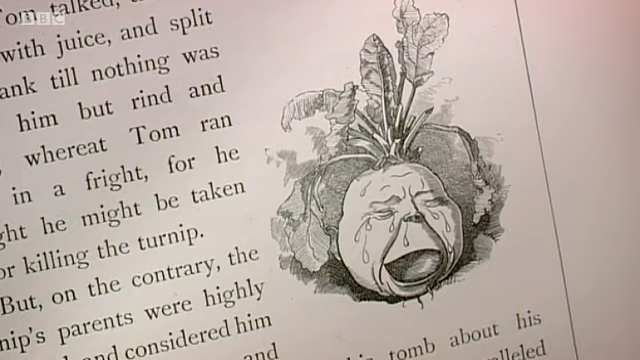 BBC
Tom talked,
with juice, and split
ank till nothing was
him but rind and
whereat Tom ran
in a fright, for he
ght he might be taken
or killing the turnip.
But, on the contrary, the
nip's parents were highly
and considered him
and
his tomb about his
alleled